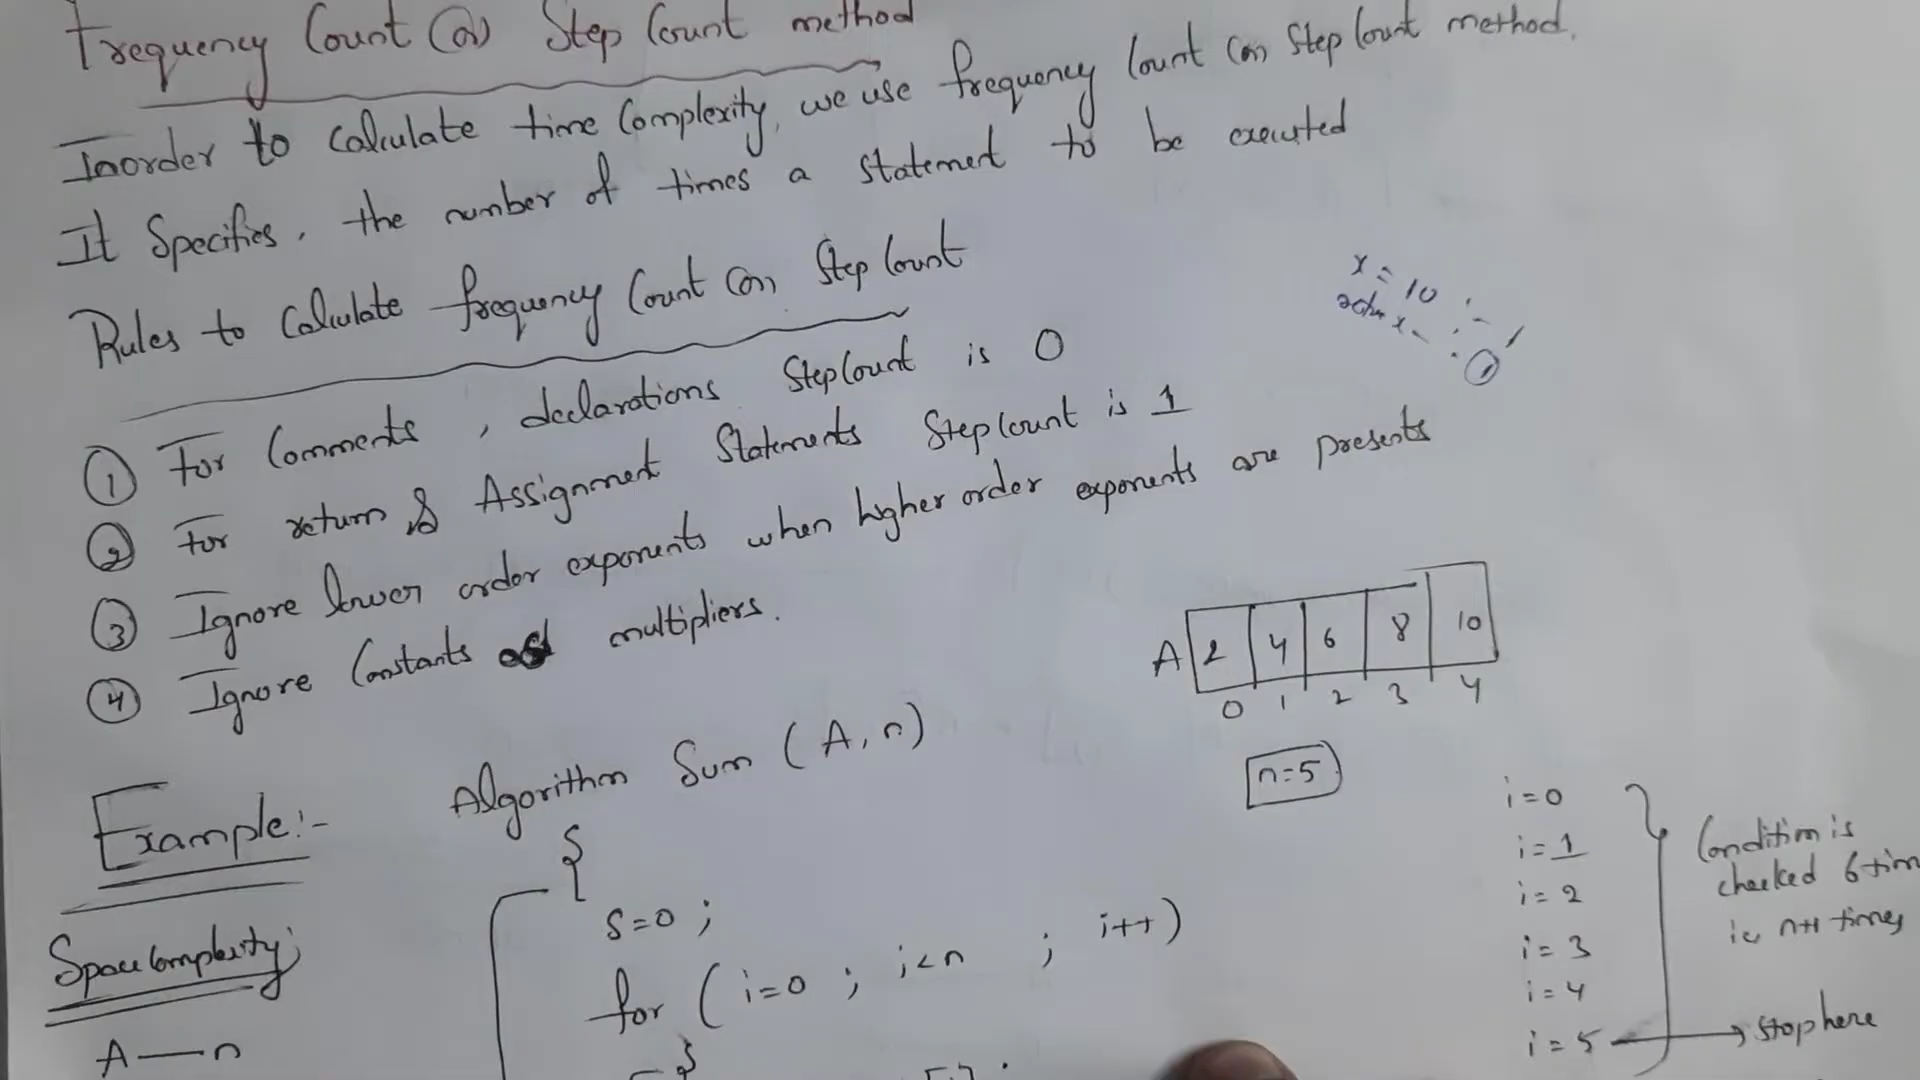 Frequency Count (or) Step Count method
Inorder to Calculate time Complexity, we use frequency Count (or) Step Count method.
It Specifies, the number of times a statement to be executed
Rules to Calculate frequency Count (or) Step Count
① For Comments, declarations StepCount is 0
② For return & Assignment Statements Stepcount is 1
③ Ignore lower order exponents when higher order exponents are presents
④ Ignore Constants multipliers.
x = 10
A 2 4 6 8 10
0 1 2 3 4
n=5
Example:-
Algorithm Sum (A, n)
{
S=0 ;
for ( i=0 ; i<n ; i++)
{
Space Complexity;
A — n
i=0
i=1
i=2
i=3
i=4
i=5 → stop here
Condition is
checked 6 tim
ie n+1 times